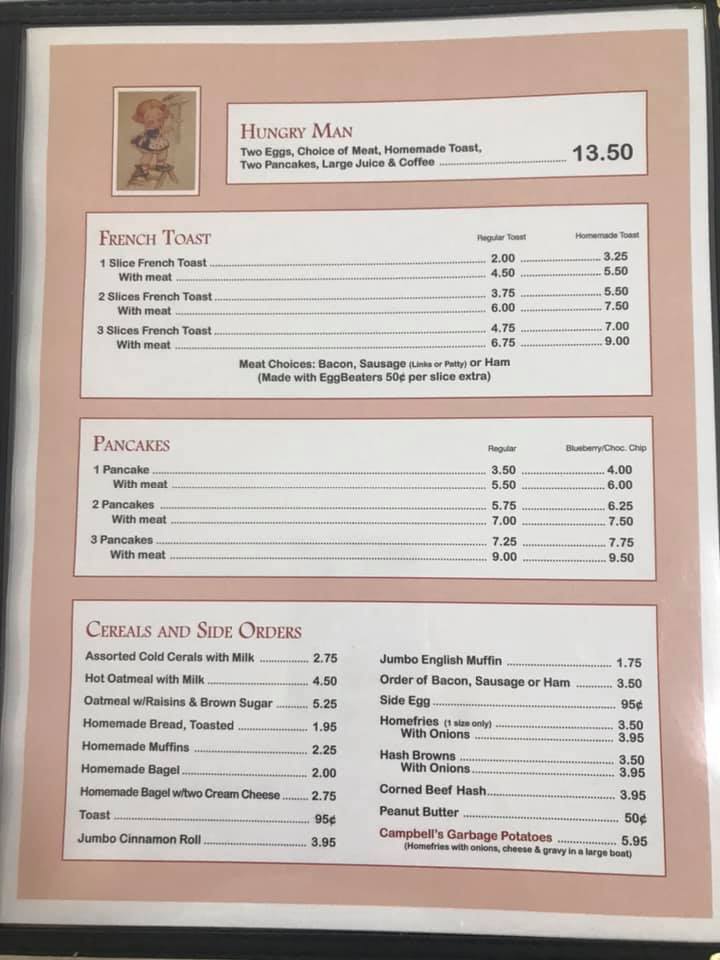 HUNGRY MAN
Two Eggs, Choice of Meat, Homemade Toast,
Two Pancakes, Large Juice & Coffee 13.50
FRENCH TOAST Regular Toast Homemade Toast
1 Slice French Toast 2.00 3.25
With meat 4.50 5.50
2 Slices French Toast 3.75 5.50
With meat 6.00 7.50
3 Slices French Toast 4.75 7.00
With meat 6.75 9.00
Meat Choices: Bacon, Sausage (Links or Patty) or Ham
(Made with EggBeaters 50¢ per slice extra)
PANCAKES Regular Blueberry/Choc. Chip
1 Pancake 3.50 4.00
With meat 5.50 6.00
2 Pancakes 5.75 6.25
With meat 7.00 7.50
3 Pancakes 7.25 7.75
With meat 9.00 9.50
CEREALS AND SIDE ORDERS
Assorted Cold Cerals with Milk 2.75
Hot Oatmeal with Milk 4.50
Oatmeal w/Raisins & Brown Sugar 5.25
Homemade Bread, Toasted 1.95
Homemade Muffins 2.25
Homemade Bagel 2.00
Homemade Bagel w/two Cream Cheese 2.75
Toast 95¢
Jumbo Cinnamon Roll 3.95
Jumbo English Muffin 1.75
Order of Bacon, Sausage or Ham 3.50
Side Egg 95¢
Homefries (1 size only) 3.50
With Onions 3.95
Hash Browns 3.50
With Onions 3.95
Corned Beef Hash 3.95
Peanut Butter 50¢
Campbell's Garbage Potatoes 5.95
(Homefries with onions, cheese & gravy in a large boat)